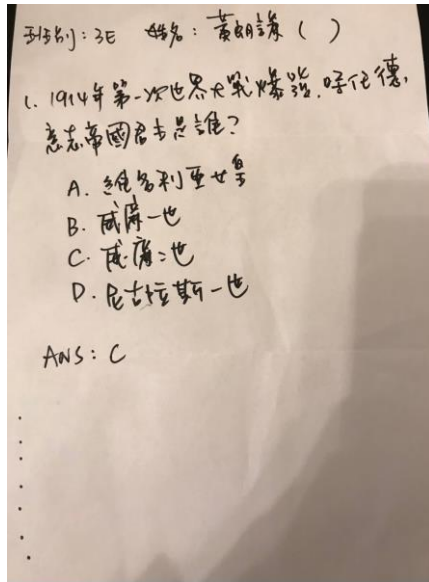 班別：3E 姓名：黃朗謙（ ）
1. 1914年第一次世界大戰爆發，時任德
意志帝國君主是誰？
A. 維多利亞女皇
B. 威廉一世
C. 威廉二世
D. 尼古拉斯一世
ANS：C